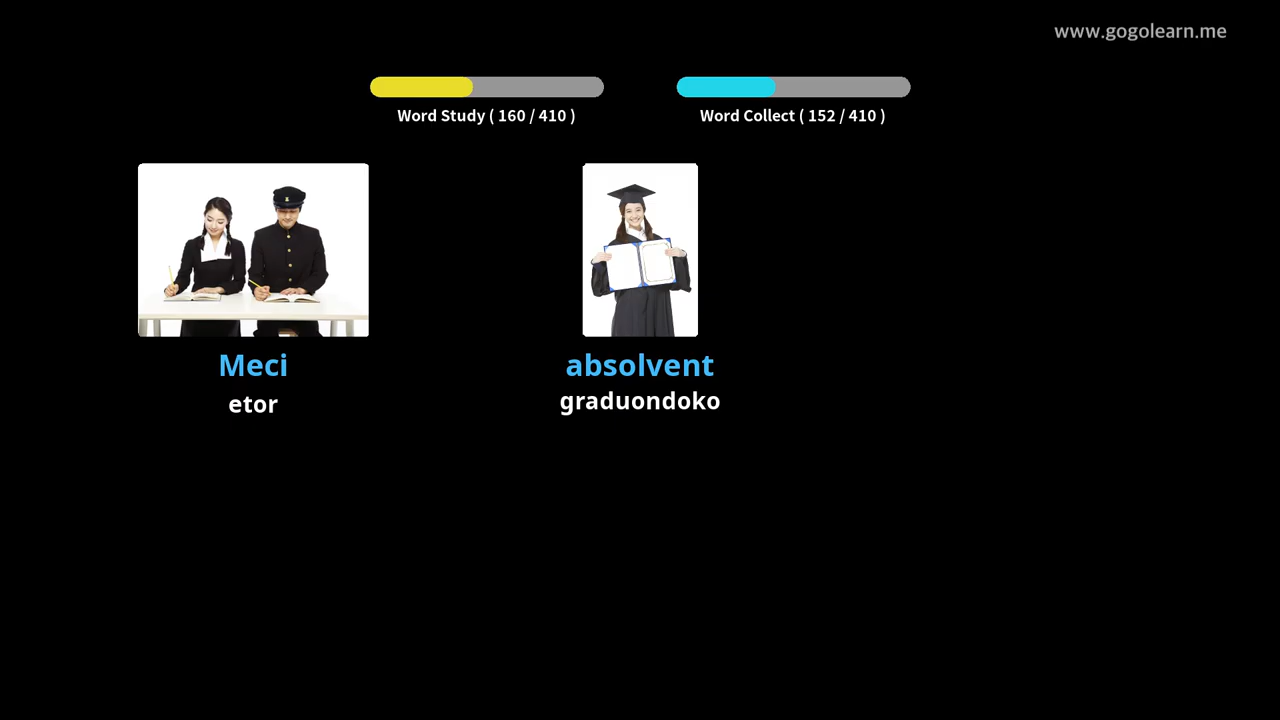 www.gogolearn.me
Word Study ( 160 / 410 )
Word Collect ( 152 / 410 )
Meci
etor
absolvent
graduondoko